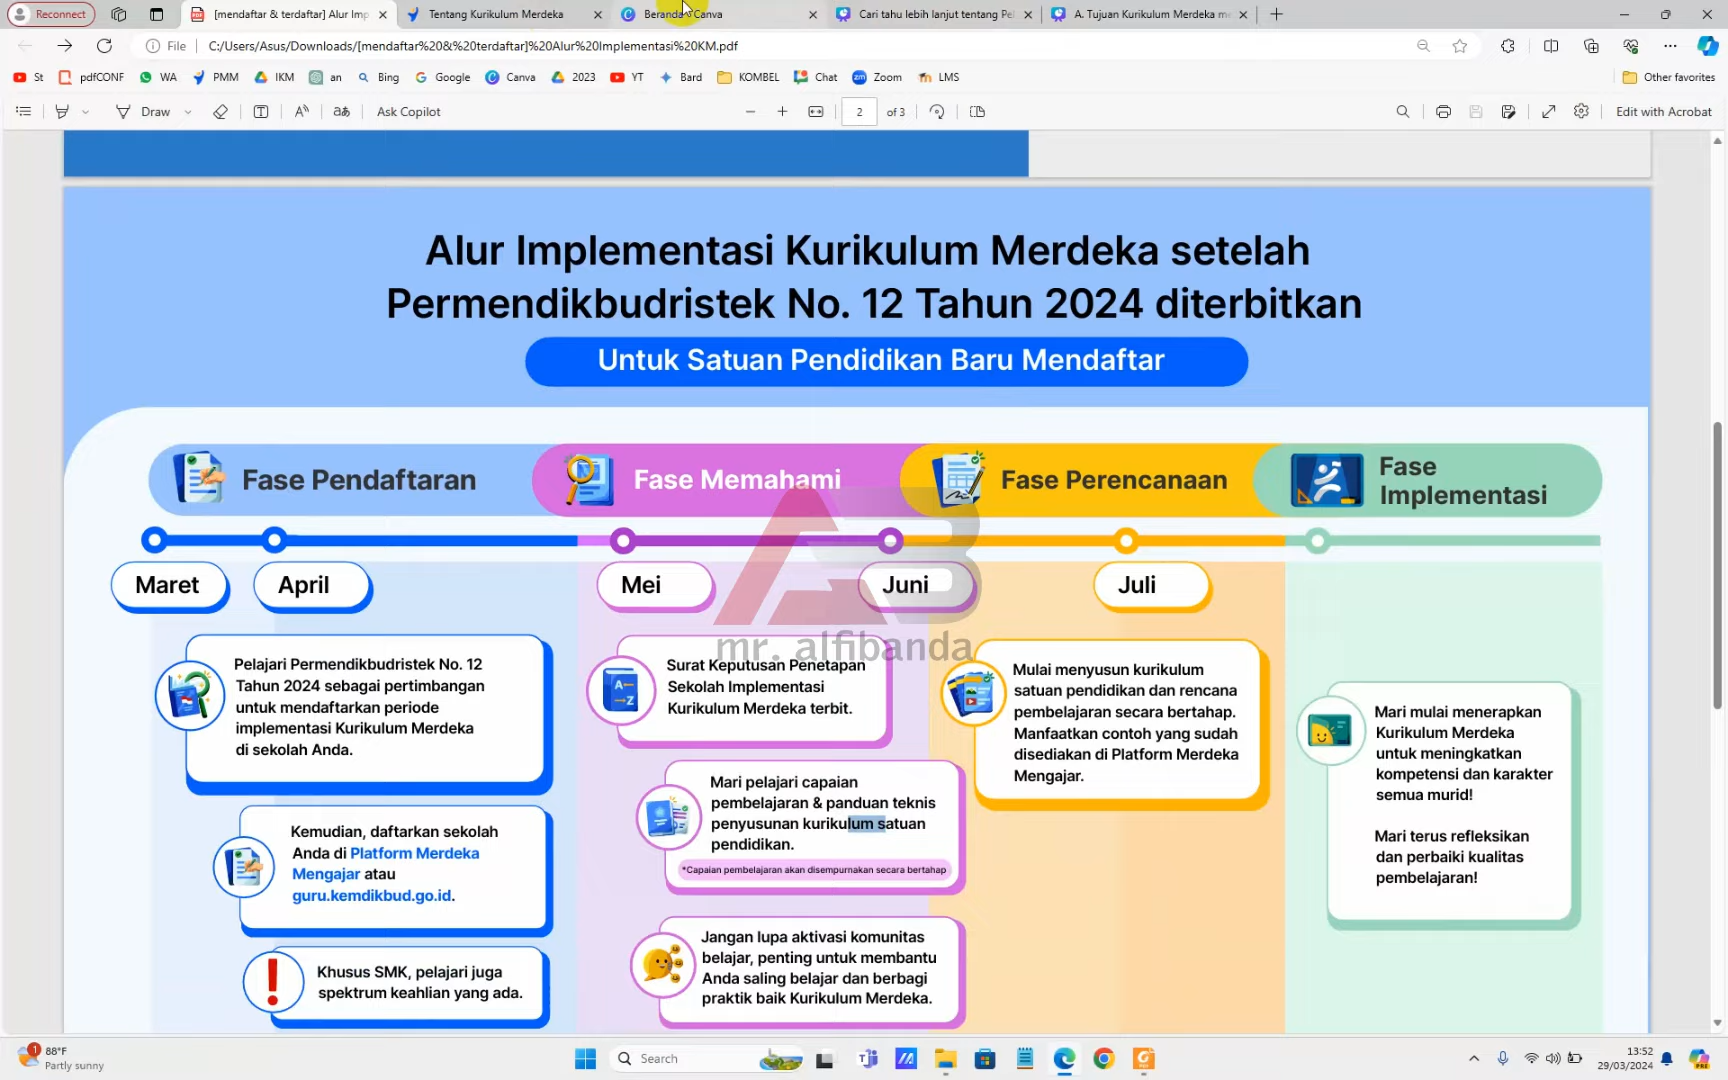 Reconnect
[mendaftar & terdaftar] Alur Imp
Tentang Kurikulum Merdeka
Beranda Canva
Cari tahu lebih lanjut tentang Pel
A. Tujuan Kurikulum Merdeka me
File
C:/Users/Asus/Downloads/[mendaftar%20&%20terdaftar]%20Alur%20Implementasi%20KM.pdf
St
pdfCONF
WA
PMM
IKM
an
Bing
Google
Canva
2023
YT
Bard
KOMBEL
Chat
Zoom
LMS
Other favorites
Draw
Ask Copilot
2
of 3
Edit with Acrobat
Alur Implementasi Kurikulum Merdeka setelah
Permendikbudristek No. 12 Tahun 2024 diterbitkan
Untuk Satuan Pendidikan Baru Mendaftar
Fase Pendaftaran
Fase Memahami
Fase Perencanaan
Fase
Implementasi
Maret
April
Mei
Juni
Juli
AB
mr. alfibanda
Pelajari Permendikbudristek No. 12
Tahun 2024 sebagai pertimbangan
untuk mendaftarkan periode
implementasi Kurikulum Merdeka
di sekolah Anda.
Kemudian, daftarkan sekolah
Anda di Platform Merdeka
Mengajar atau
guru.kemdikbud.go.id.
Khusus SMK, pelajari juga
spektrum keahlian yang ada.
A
Z
Surat Keputusan Penetapan
Sekolah Implementasi
Kurikulum Merdeka terbit.
Mari pelajari capaian
pembelajaran & panduan teknis
penyusunan kurikulum satuan
pendidikan.
*Capaian pembelajaran akan disempurnakan secara bertahap
Jangan lupa aktivasi komunitas
belajar, penting untuk membantu
Anda saling belajar dan berbagi
praktik baik Kurikulum Merdeka.
Mulai menyusun kurikulum
satuan pendidikan dan rencana
pembelajaran secara bertahap.
Manfaatkan contoh yang sudah
disediakan di Platform Merdeka
Mengajar.
Mari mulai menerapkan
Kurikulum Merdeka
untuk meningkatkan
kompetensi dan karakter
semua murid!
Mari terus refleksikan
dan perbaiki kualitas
pembelajaran!
1
88°F
Partly sunny
Search
13:52
29/03/2024